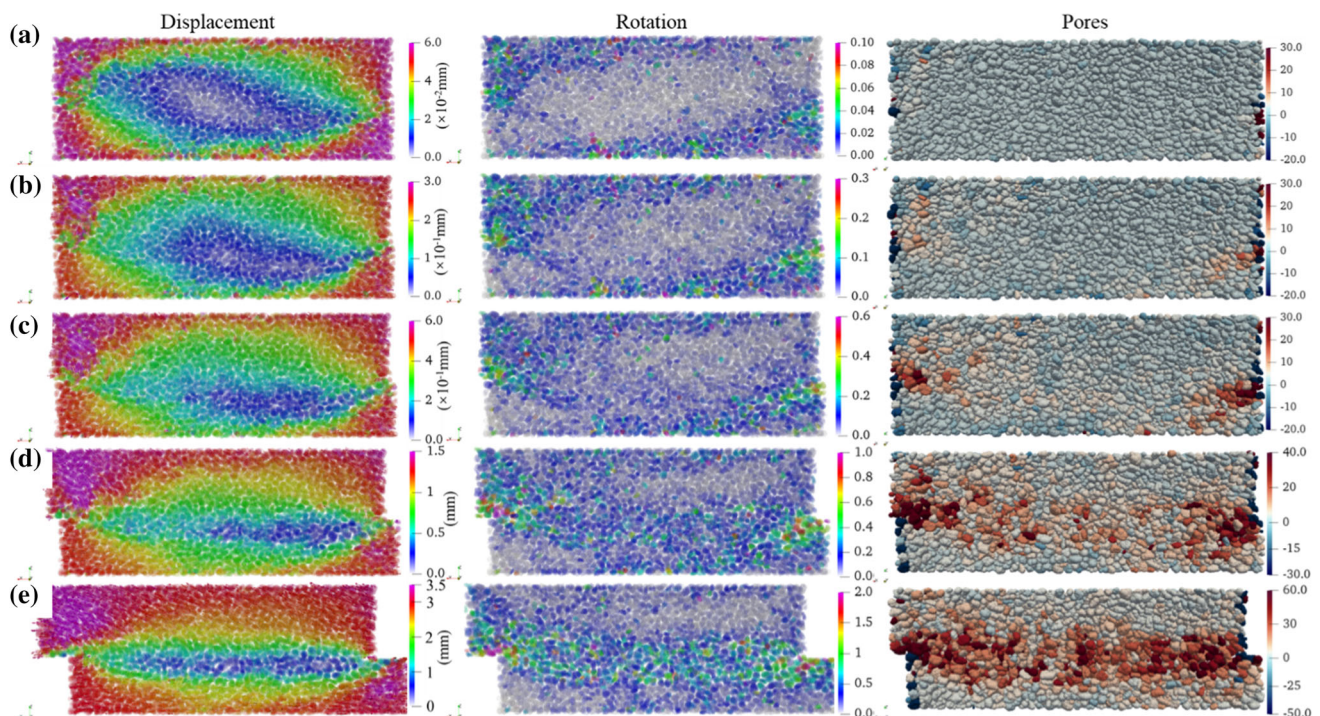 Displacement Rotation Pores
(a)
6.0 4 2 0.0 (×10-2mm)
0.10 0.08 0.06 0.04 0.02 0.00
30.0 20 10 0 -10 -20.0
(b)
3.0 2 1 0.0 (×10-1mm)
0.3 0.2 0.1 0.0
30.0 20 10 0 -10 -20.0
(c)
6.0 4 2 0.0 (×10-1mm)
0.6 0.4 0.2 0.0
30.0 20 10 0 -10 -20.0
(d)
1.5 1 0.5 0.0 (mm)
1.0 0.8 0.6 0.4 0.2 0.0
40.0 20 0 -15 -30.0
(e)
3.5 3 2 1 0 (mm)
2.0 1.5 1 0.5 0.0
60.0 30 0 -25 -50.0